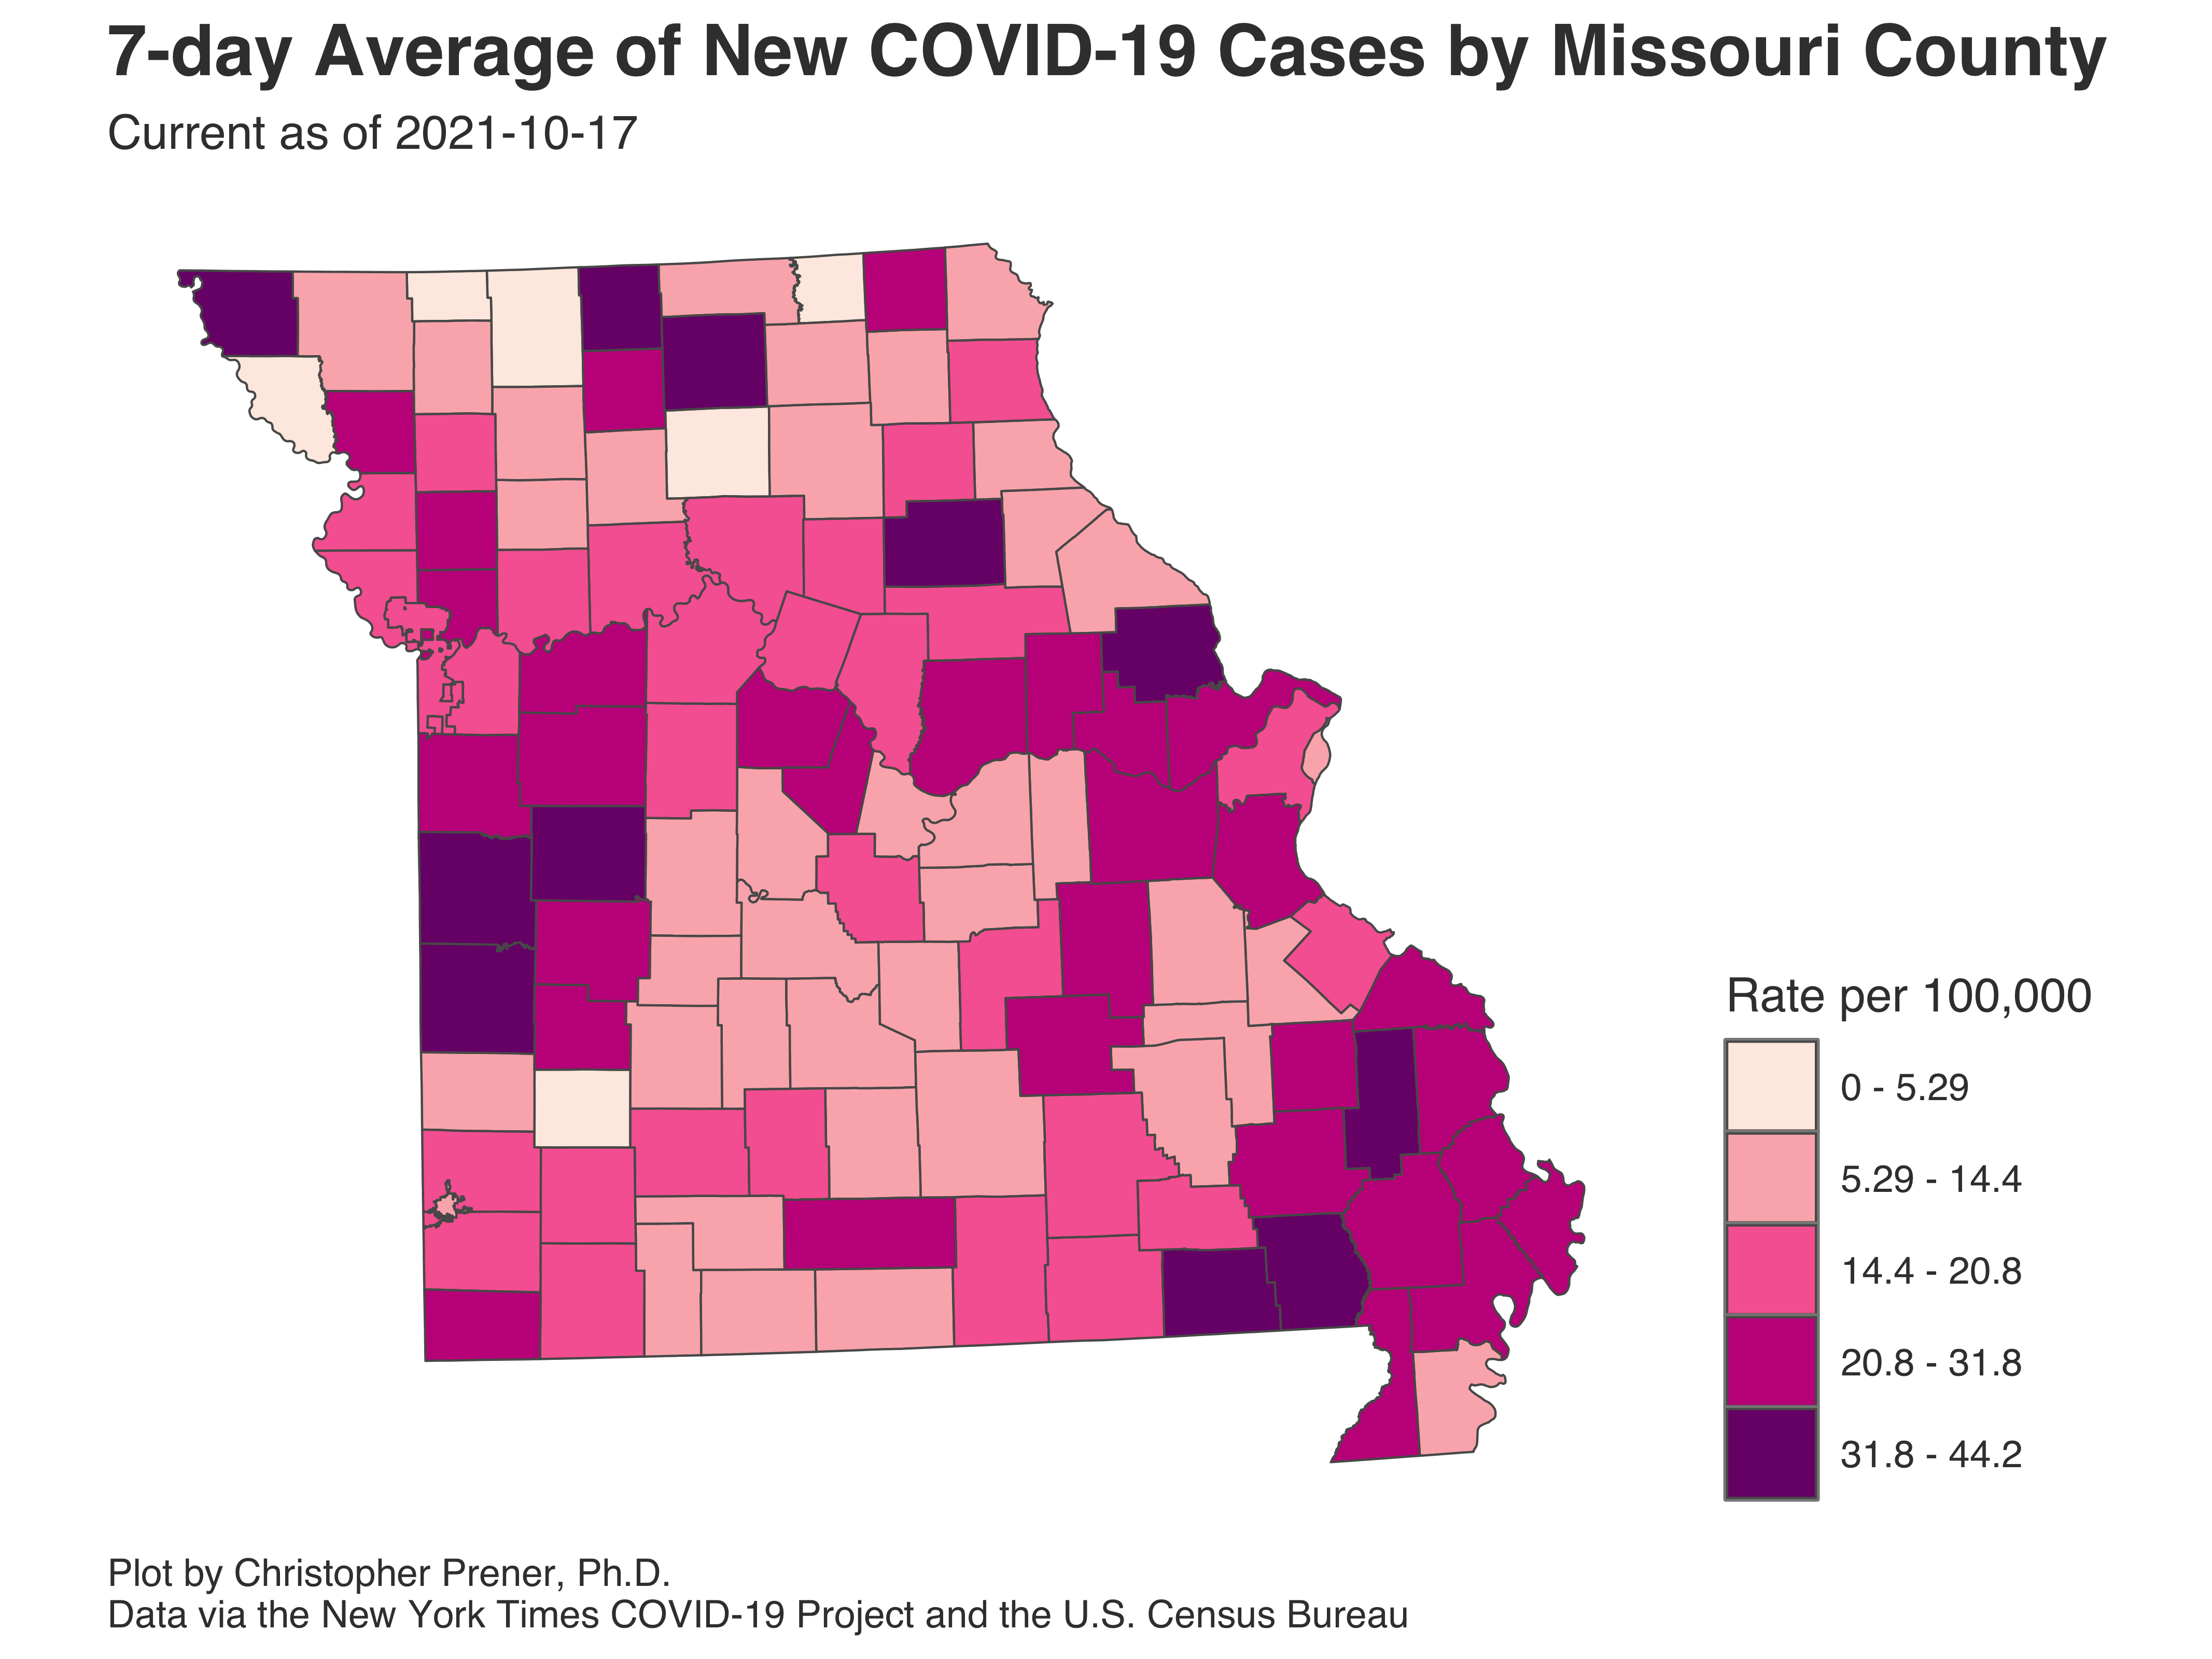 7-day Average of New COVID-19 Cases by Missouri County
Current as of 2021-10-17
Rate per 100,000
0 - 5.29
5.29 - 14.4
14.4 - 20.8
20.8 - 31.8
31.8 - 44.2
Plot by Christopher Prener, Ph.D.
Data via the New York Times COVID-19 Project and the U.S. Census Bureau